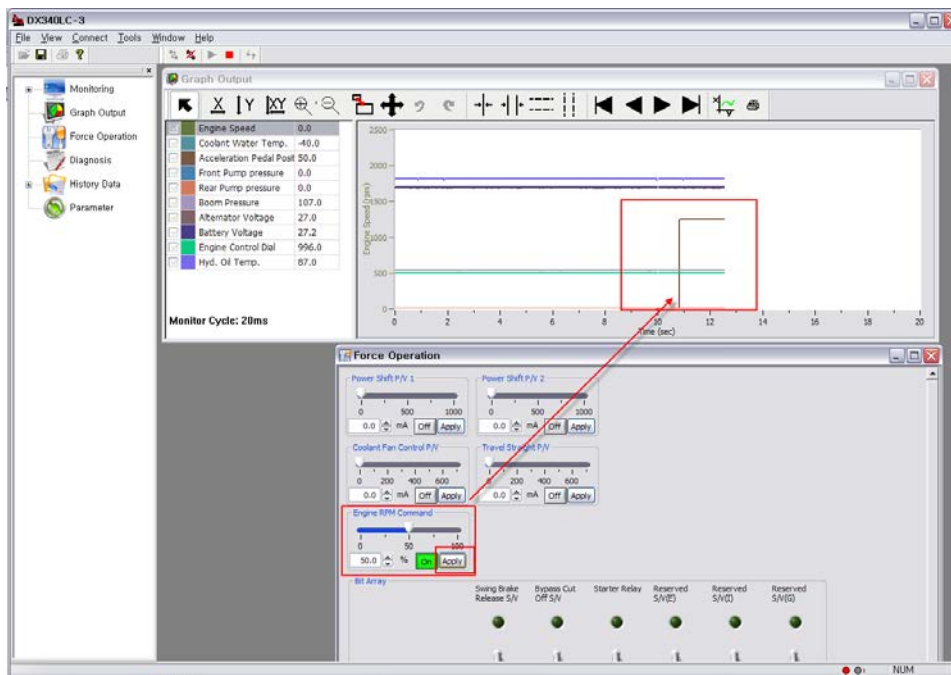 DX340LC-3
File View Connect Tools Window Help
Monitoring
Graph Output
Force Operation
Diagnosis
History Data
Parameter
Graph Output
X Y XY
Engine Speed 0.0
Coolant Water Temp. -40.0
Acceleration Pedal Posit 50.0
Front Pump pressure 0.0
Rear Pump pressure 0.0
Boom Pressure 107.0
Alternator Voltage 27.0
Battery Voltage 27.2
Engine Control Dial 996.0
Hyd. Oil Temp. 87.0
Monitor Cycle: 20ms
Engine Speed (rpm)
2500
2000
1500
1000
500
0
0 2 4 6 8 10 12 14 16 18 20
Time (sec)
Force Operation
Power Shift P/V 1 Power Shift P/V 2
0 500 1000 0 500 1000
0.0 mA Off Apply 0.0 mA Off Apply
Coolant Fan Control P/V Travel Straight P/V
0 200 400 600 0 200 400 600
0.0 mA Off Apply 0.0 mA Off Apply
Engine RPM Command
0 50 100
50.0 % On Apply
Bit Array
Swing Brake Release S/V
Bypass Cut Off S/V
Starter Relay
Reserved S/V(E)
Reserved S/V(I)
Reserved S/V(G)
NUM